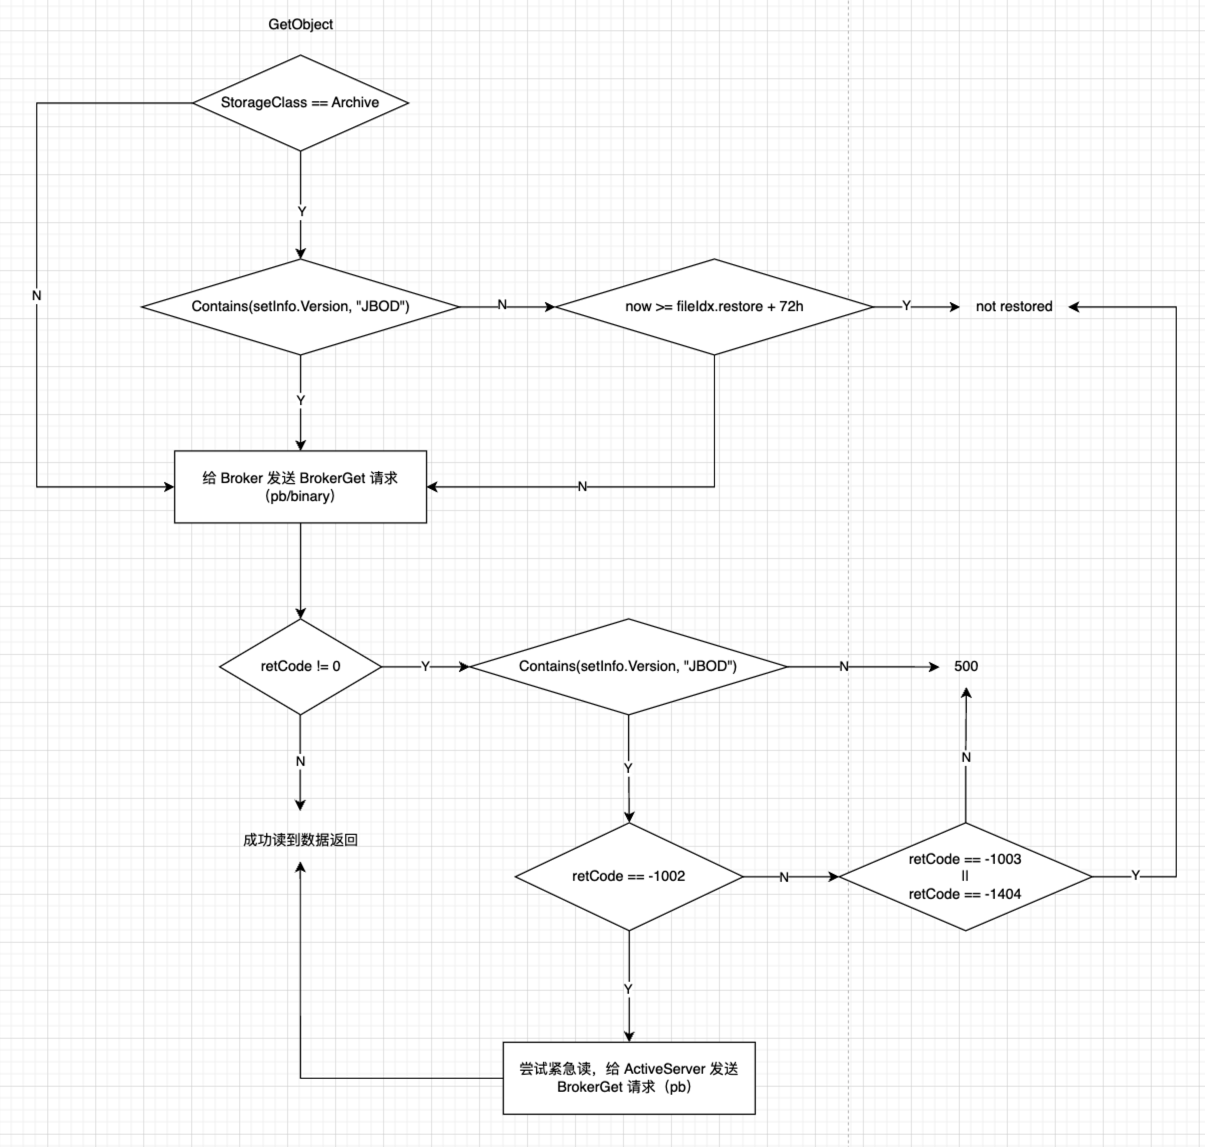 GetObject
StorageClass == Archive
Y
N
Contains(setInfo.Version, "JBOD")
N
now >= fileIdx.restore + 72h
Y
not restored
Y
给 Broker 发送 BrokerGet 请求
（pb/binary）
N
retCode != 0
Y
Contains(setInfo.Version, "JBOD")
N
500
N
Y
N
成功读到数据返回
retCode == -1002
N
retCode == -1003
||
retCode == -1404
Y
Y
尝试紧急读，给 ActiveServer 发送
BrokerGet 请求（pb）